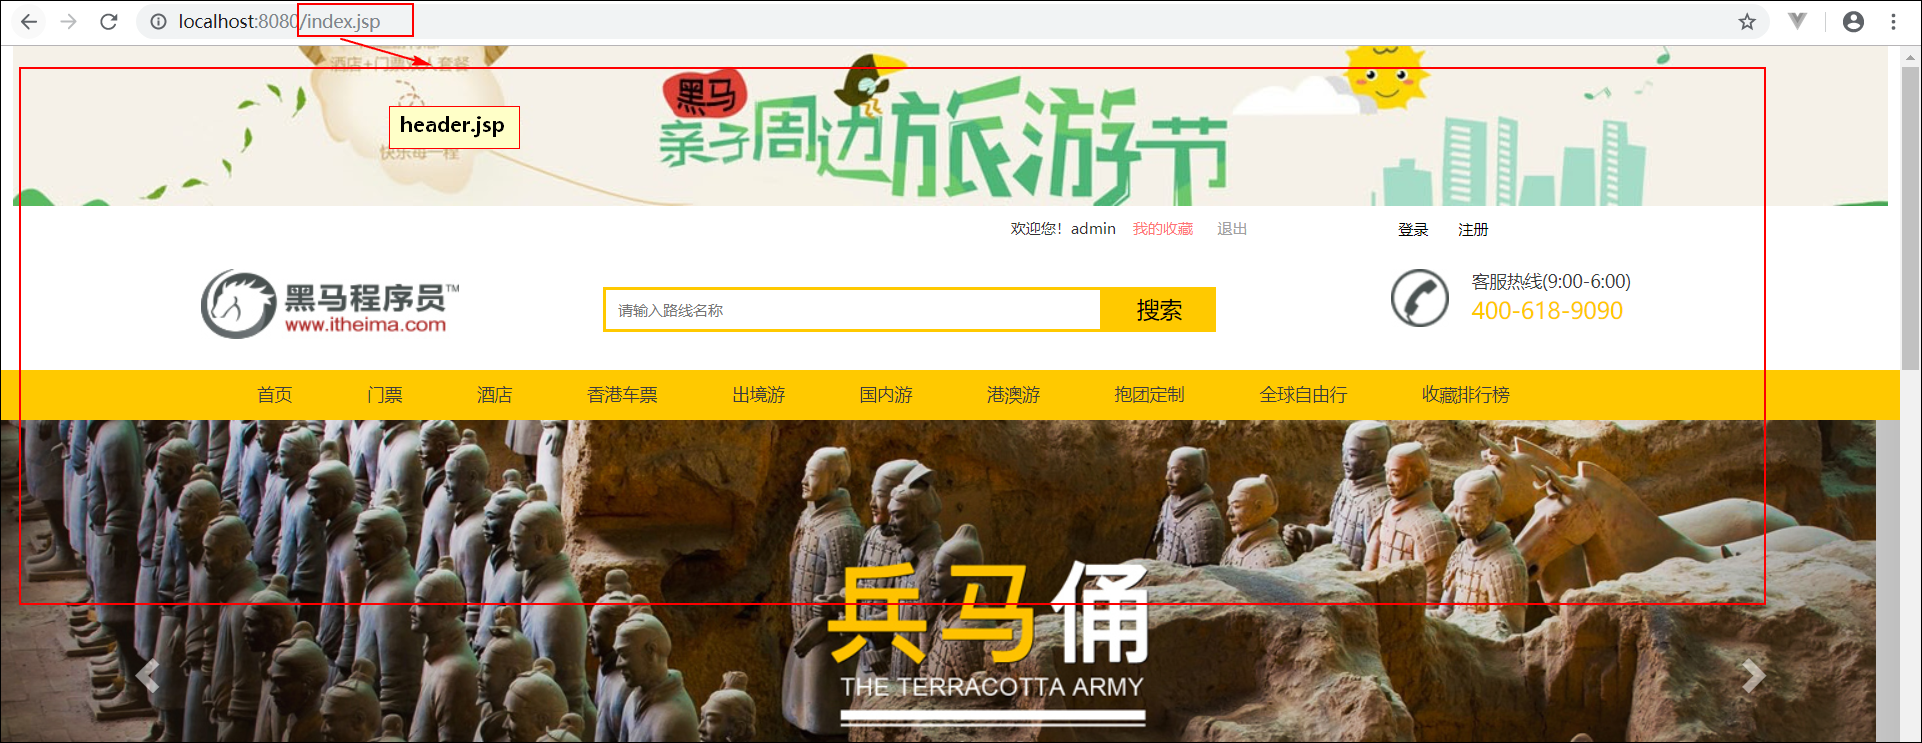 localhost:8080/index.jsp
酒店+门票双人套餐
header.jsp
快乐每一程
黑马
亲子周边旅游节
欢迎您！admin 我的收藏 退出 登录 注册
黑马程序员™
www.itheima.com
请输入路线名称 搜索
客服热线(9:00-6:00)
400-618-9090
首页 门票 酒店 香港车票 出境游 国内游 港澳游 抱团定制 全球自由行 收藏排行榜
兵马俑
THE TERRACOTTA ARMY